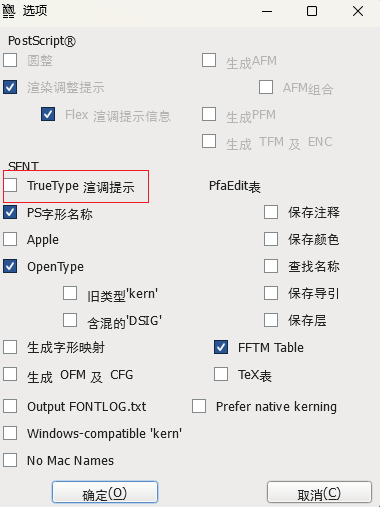 选项
PostScript®
圆整
生成AFM
渲染调整提示
AFM组合
Flex 渲调提示信息
生成PFM
生成 TFM 及 ENC
SFNT
TrueType 渲调提示
PfaEdit表
PS字形名称
保存注释
Apple
保存颜色
OpenType
查找名称
旧类型'kern'
保存导引
含混的'DSIG'
保存层
生成字形映射
FFTM Table
生成 OFM 及 CFG
TeX表
Output FONTLOG.txt
Prefer native kerning
Windows-compatible 'kern'
No Mac Names
确定(O)
取消(C)